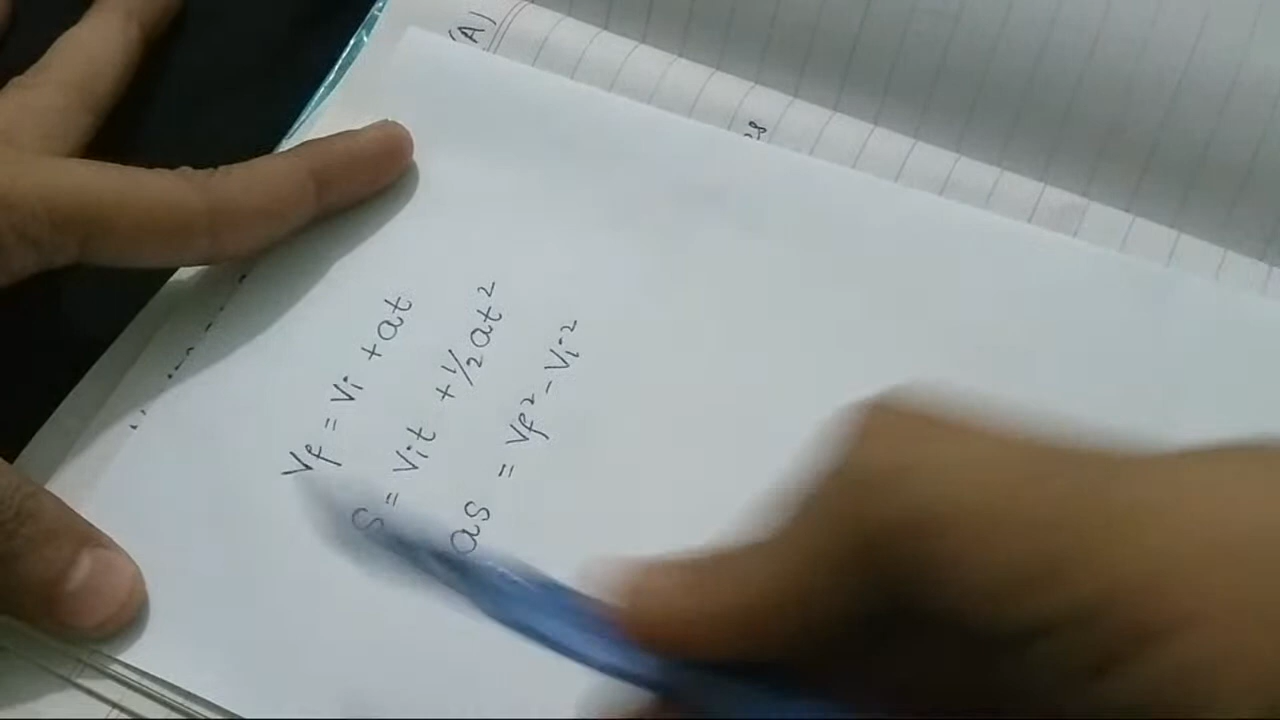 (A)
Vf = Vi + at
S = Vit + 1/2at²
as = Vf² - Vi²